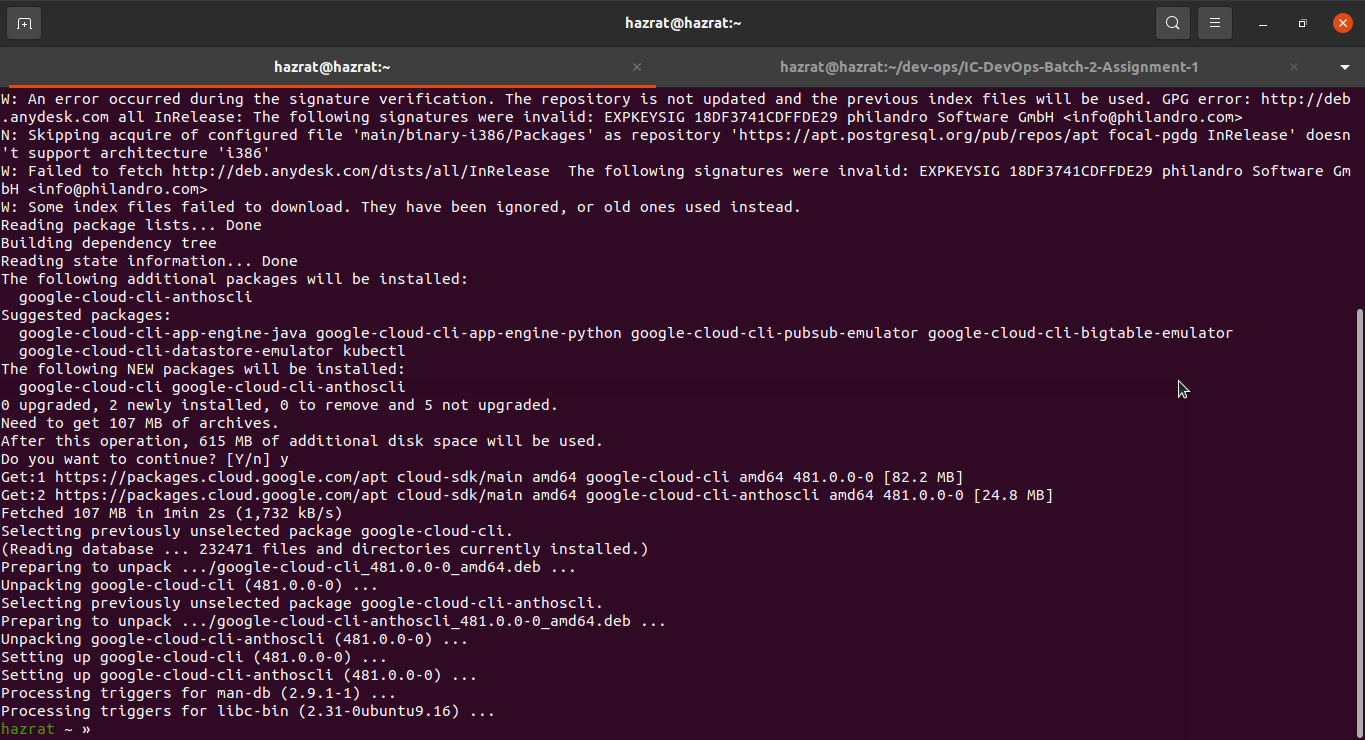 hazrat@hazrat:~
hazrat@hazrat:~
hazrat@hazrat:~/dev-ops/IC-DevOps-Batch-2-Assignment-1
W: An error occurred during the signature verification. The repository is not updated and the previous index files will be used. GPG error: http://deb
.anydesk.com all InRelease: The following signatures were invalid: EXPKEYSIG 18DF3741CDFFDE29 philandro Software GmbH <info@philandro.com>
N: Skipping acquire of configured file 'main/binary-i386/Packages' as repository 'https://apt.postgresql.org/pub/repos/apt focal-pgdg InRelease' doesn
't support architecture 'i386'
W: Failed to fetch http://deb.anydesk.com/dists/all/InRelease  The following signatures were invalid: EXPKEYSIG 18DF3741CDFFDE29 philandro Software Gm
bH <info@philandro.com>
W: Some index files failed to download. They have been ignored, or old ones used instead.
Reading package lists... Done
Building dependency tree
Reading state information... Done
The following additional packages will be installed:
  google-cloud-cli-anthoscli
Suggested packages:
  google-cloud-cli-app-engine-java google-cloud-cli-app-engine-python google-cloud-cli-pubsub-emulator google-cloud-cli-bigtable-emulator
  google-cloud-cli-datastore-emulator kubectl
The following NEW packages will be installed:
  google-cloud-cli google-cloud-cli-anthoscli
0 upgraded, 2 newly installed, 0 to remove and 5 not upgraded.
Need to get 107 MB of archives.
After this operation, 615 MB of additional disk space will be used.
Do you want to continue? [Y/n] y
Get:1 https://packages.cloud.google.com/apt cloud-sdk/main amd64 google-cloud-cli amd64 481.0.0-0 [82.2 MB]
Get:2 https://packages.cloud.google.com/apt cloud-sdk/main amd64 google-cloud-cli-anthoscli amd64 481.0.0-0 [24.8 MB]
Fetched 107 MB in 1min 2s (1,732 kB/s)
Selecting previously unselected package google-cloud-cli.
(Reading database ... 232471 files and directories currently installed.)
Preparing to unpack .../google-cloud-cli_481.0.0-0_amd64.deb ...
Unpacking google-cloud-cli (481.0.0-0) ...
Selecting previously unselected package google-cloud-cli-anthoscli.
Preparing to unpack .../google-cloud-cli-anthoscli_481.0.0-0_amd64.deb ...
Unpacking google-cloud-cli-anthoscli (481.0.0-0) ...
Setting up google-cloud-cli (481.0.0-0) ...
Setting up google-cloud-cli-anthoscli (481.0.0-0) ...
Processing triggers for man-db (2.9.1-1) ...
Processing triggers for libc-bin (2.31-0ubuntu9.16) ...
hazrat ~ »